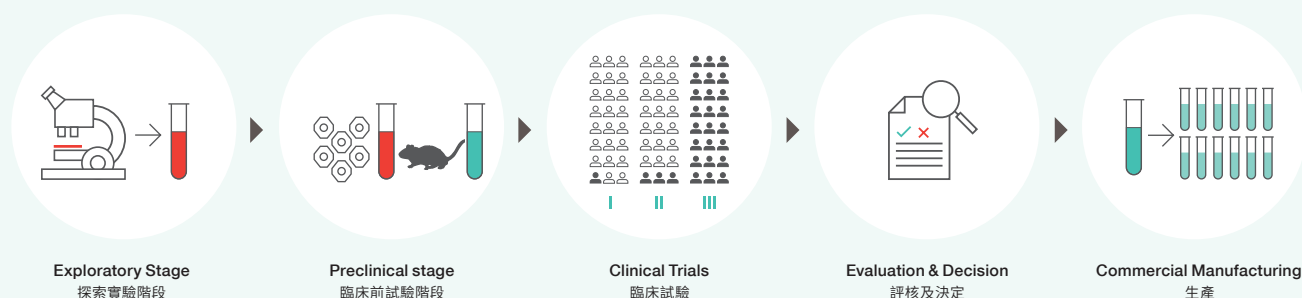 I
II
III
Exploratory Stage
探索實驗階段
Preclinical stage
臨床前試驗階段
Clinical Trials
臨床試驗
Evaluation & Decision
評核及決定
Commercial Manufacturing
生產